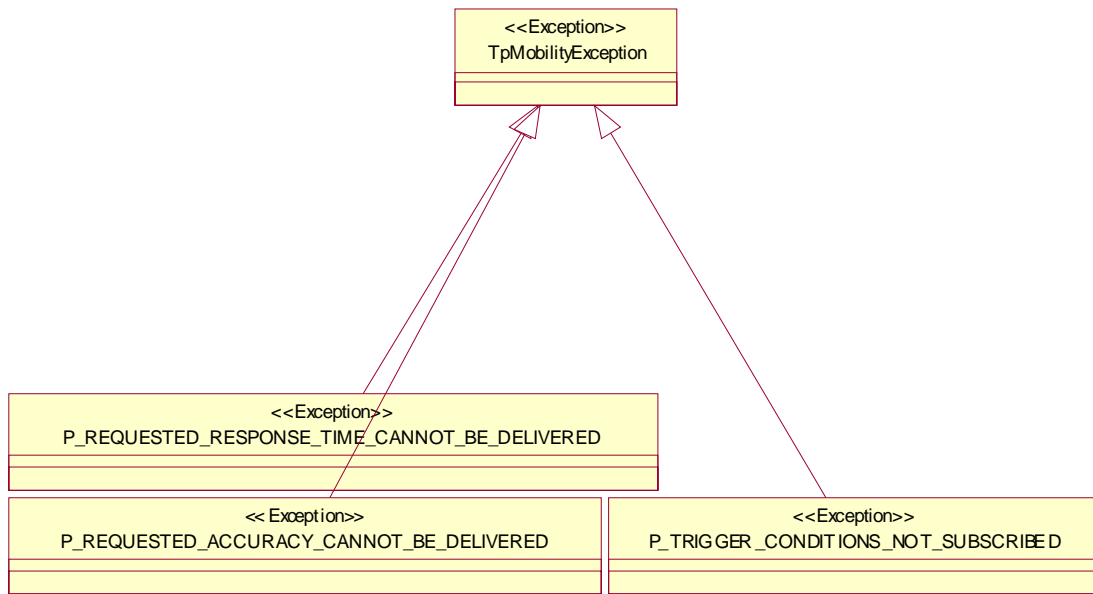 <<Exception>>
TpMobilityException
<<Exception>>
P_REQUESTED_RESPONSE_TIME_CANNOT_BE_DELIVERED
<<Exception>>
P_REQUESTED_ACCURACY_CANNOT_BE_DELIVERED
<<Exception>>
P_TRIGGER_CONDITIONS_NOT_SUBSCRIBED